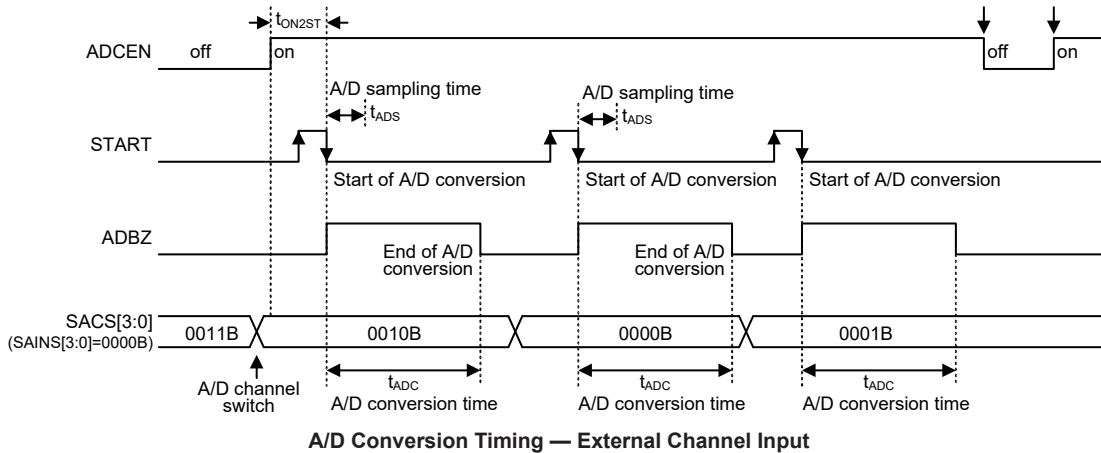 tON2ST
ADCEN
off
on
off
on
A/D sampling time
A/D sampling time
tADS
tADS
START
Start of A/D conversion
Start of A/D conversion
Start of A/D conversion
ADBZ
End of A/D
conversion
End of A/D
conversion
SACS[3:0]
(SAINS[3:0]=0000B)
0011B
0010B
0000B
0001B
A/D channel
switch
tADC
A/D conversion time
tADC
A/D conversion time
tADC
A/D conversion time
A/D Conversion Timing — External Channel Input